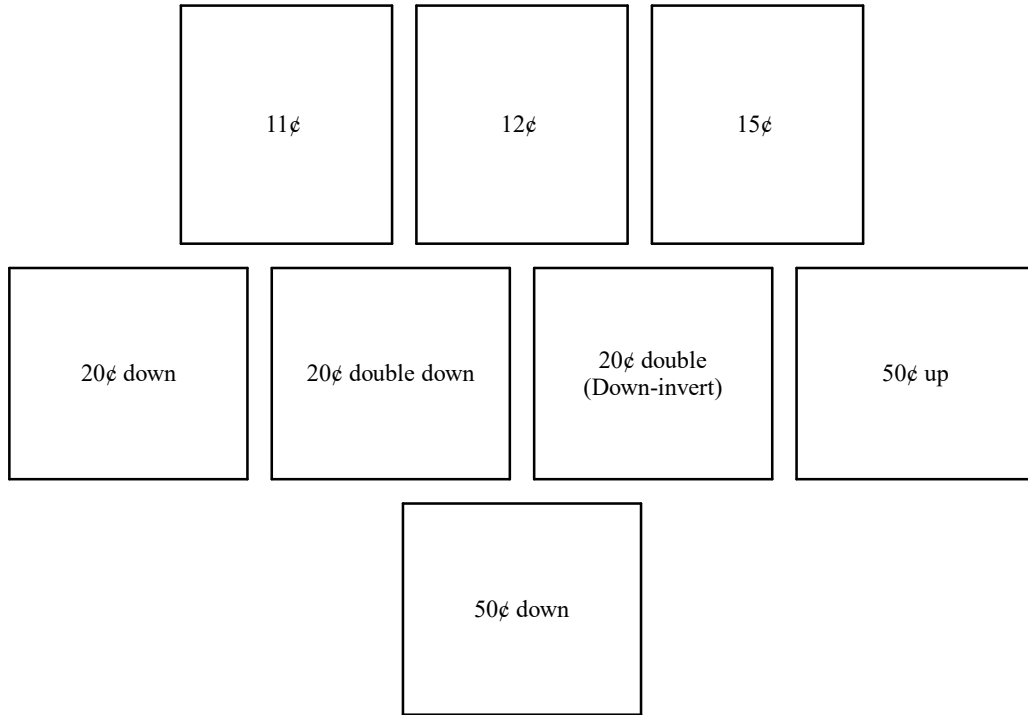 11¢
12¢
15¢
20¢ down
20¢ double down
20¢ double
(Down-invert)
50¢ up
50¢ down